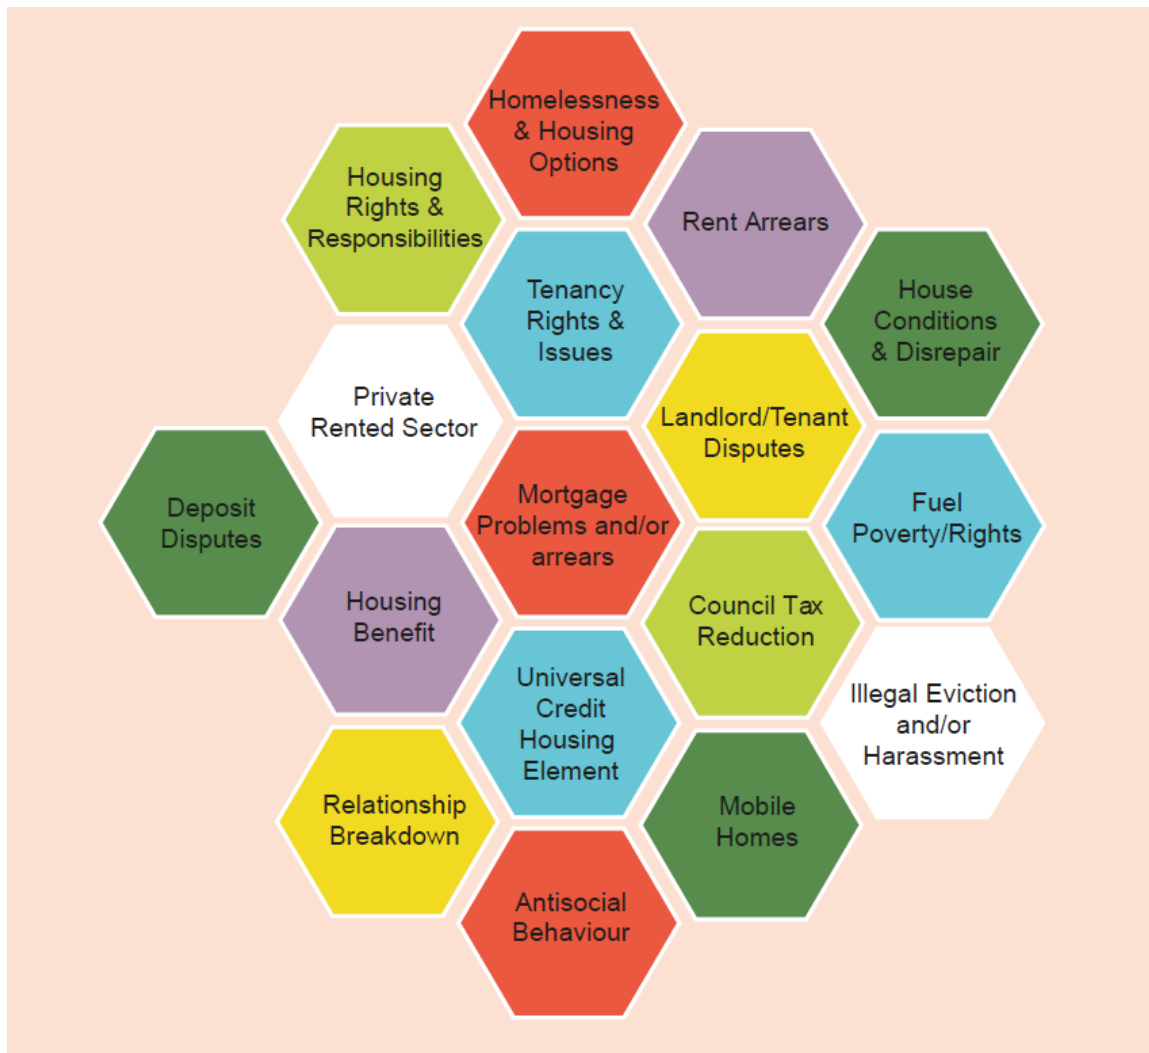 Homelessness
& Housing
Options
Housing
Rights &
Responsibilities
Rent Arrears
Tenancy
Rights &
Issues
House
Conditions
& Disrepair
Private
Rented Sector
Landlord/Tenant
Disputes
Deposit
Disputes
Mortgage
Problems and/or
arrears
Fuel
Poverty/Rights
Housing
Benefit
Council Tax
Reduction
Universal
Credit
Housing
Element
Illegal Eviction
and/or
Harassment
Relationship
Breakdown
Mobile
Homes
Antisocial
Behaviour